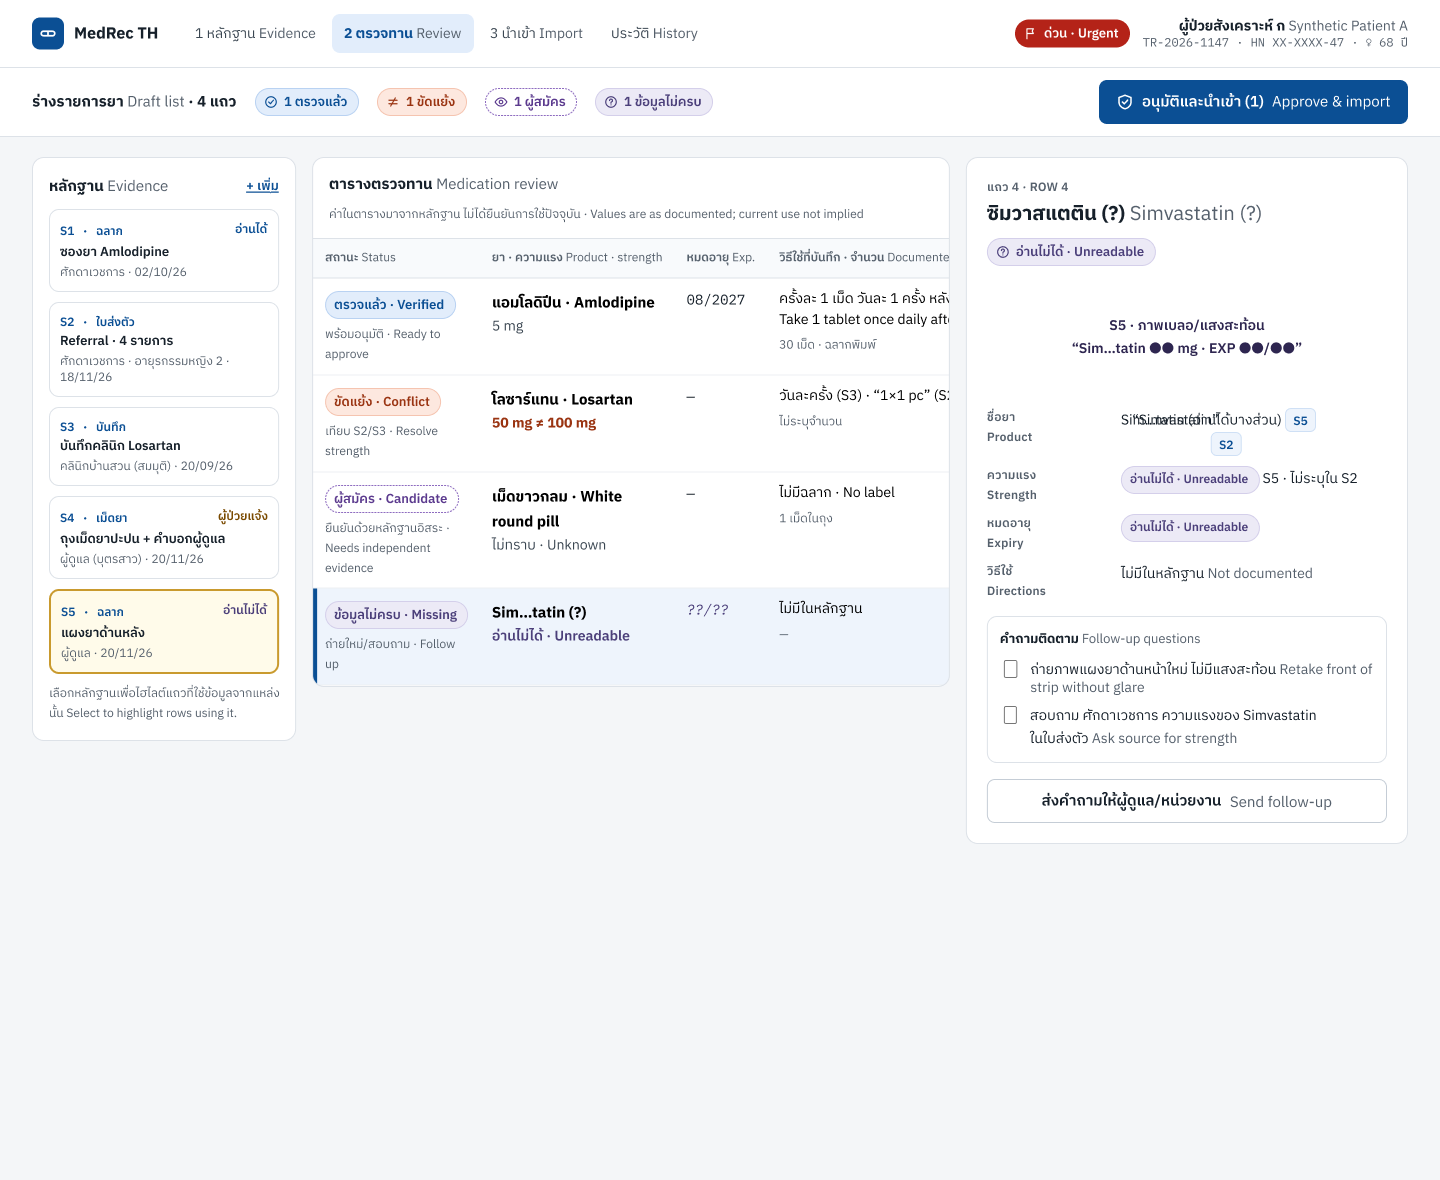 MedRec TH
1 หลักฐาน Evidence
2 ตรวจทาน Review
3 นำเข้า Import
ประวัติ History
ด่วน · Urgent
ผู้ป่วยสังเคราะห์ ก Synthetic Patient A
TR-2026-1147 · HN XX-XXXX-47 · ♀ 68 ปี
ร่างรายการยา Draft list · 4 แถว
1 ตรวจแล้ว
1 ขัดแย้ง
1 ผู้สมัคร
1 ข้อมูลไม่ครบ
อนุมัติและนำเข้า (1) Approve & import
หลักฐาน Evidence
+ เพิ่ม
S1 · ฉลาก
อ่านได้
ซองยา Amlodipine
ศักดาเวชการ · 02/10/26
S2 · ใบส่งตัว
Referral · 4 รายการ
ศักดาเวชการ · อายุรกรรมหญิง 2 ·
18/11/26
S3 · บันทึก
บันทึกคลินิก Losartan
คลินิกบ้านสวน (สมมุติ) · 20/09/26
S4 · เม็ดยา
ผู้ป่วยแจ้ง
ถุงเม็ดยาปะปน + คำบอกผู้ดูแล
ผู้ดูแล (บุตรสาว) · 20/11/26
S5 · ฉลาก
อ่านไม่ได้
แผงยาด้านหลัง
ผู้ดูแล · 20/11/26
เลือกหลักฐานเพื่อไฮไลต์แถวที่ใช้ข้อมูลจากแหล่ง
นั้น Select to highlight rows using it.
ตารางตรวจทาน Medication review
ค่าในตารางมาจากหลักฐาน ไม่ได้ยืนยันการใช้ปัจจุบัน · Values are as documented; current use not implied
สถานะ Status
ยา · ความแรง Product · strength
หมดอายุ Exp.
วิธีใช้ที่บันทึก · จำนวน Documente
ตรวจแล้ว · Verified
พร้อมอนุมัติ · Ready to
approve
แอมโลดิปีน · Amlodipine
5 mg
08/2027
ครั้งละ 1 เม็ด วันละ 1 ครั้ง หลัง
Take 1 tablet once daily afte
30 เม็ด · ฉลากพิมพ์
ขัดแย้ง · Conflict
เทียบ S2/S3 · Resolve
strength
โลซาร์แทน · Losartan
50 mg ≠ 100 mg
—
วันละครั้ง (S3) · “1×1 pc” (S2
ไม่ระบุจำนวน
ผู้สมัคร · Candidate
ยืนยันด้วยหลักฐานอิสระ ·
Needs independent
evidence
เม็ดขาวกลม · White
round pill
ไม่ทราบ · Unknown
—
ไม่มีฉลาก · No label
1 เม็ดในถุง
ข้อมูลไม่ครบ · Missing
ถ่ายใหม่/สอบถาม · Follow
up
Sim…tatin (?)
อ่านไม่ได้ · Unreadable
??/??
ไม่มีในหลักฐาน
—
แถว 4 · ROW 4
ซิมวาสแตติน (?) Simvastatin (?)
อ่านไม่ได้ · Unreadable
S5 · ภาพเบลอ/แสงสะท้อน
“Sim…tatin ●● mg · EXP ●●/●●”
ชื่อยา
Product
S5
S2
ความแรง
Strength
อ่านไม่ได้ · Unreadable S5 · ไม่ระบุใน S2
หมดอายุ
Expiry
อ่านไม่ได้ · Unreadable
วิธีใช้
Directions
ไม่มีในหลักฐาน Not documented
คำถามติดตาม Follow-up questions
ถ่ายภาพแผงยาด้านหน้าใหม่ ไม่มีแสงสะท้อน Retake front of
strip without glare
สอบถาม ศักดาเวชการ ความแรงของ Simvastatin
ในใบส่งตัว Ask source for strength
ส่งคำถามให้ผู้ดูแล/หน่วยงาน Send follow-up